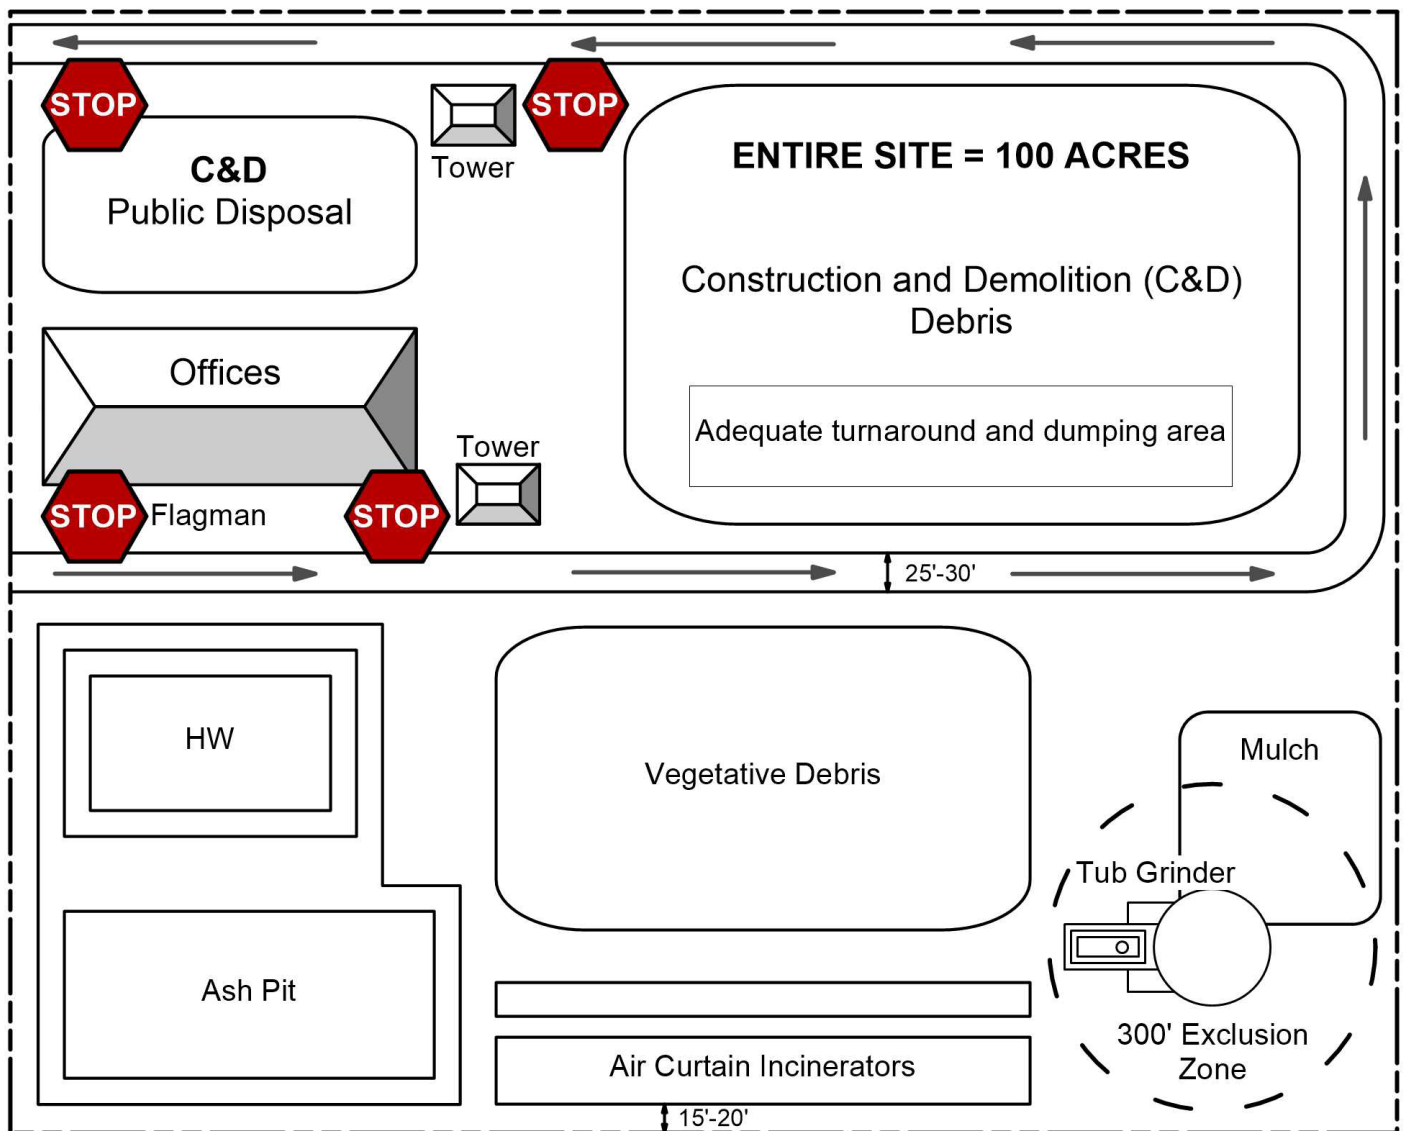 STOP
STOP
Tower
C&D
Public Disposal
ENTIRE SITE = 100 ACRES
Construction and Demolition (C&D)
Debris
Adequate turnaround and dumping area
Offices
Tower
STOP
Flagman
STOP
25'-30'
HW
Vegetative Debris
Mulch
Tub Grinder
Ash Pit
300' Exclusion
Zone
Air Curtain Incinerators
15'-20'